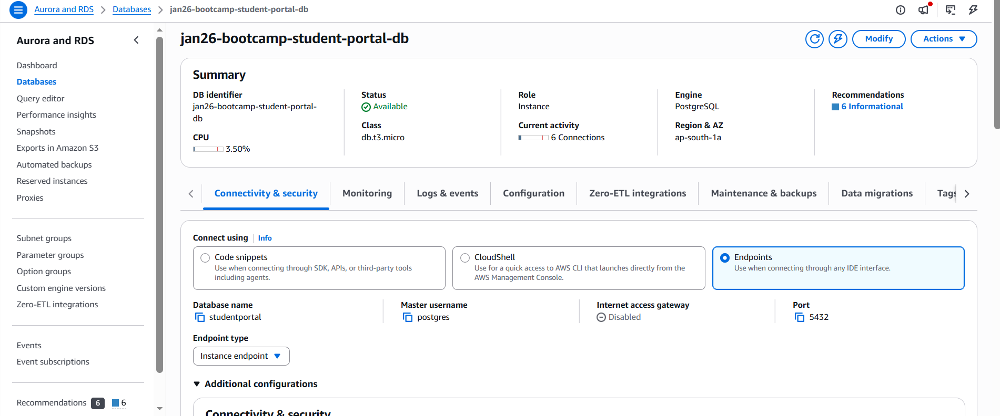 Aurora and RDS > Databases > jan26-bootcamp-student-portal-db
Aurora and RDS
Dashboard
Databases
Query editor
Performance insights
Snapshots
Exports in Amazon S3
Automated backups
Reserved instances
Proxies
Subnet groups
Parameter groups
Option groups
Custom engine versions
Zero-ETL integrations
Events
Event subscriptions
Recommendations 6 6
jan26-bootcamp-student-portal-db
Modify
Actions
Summary
DB identifier
jan26-bootcamp-student-portal-
db
CPU
3.50%
Status
Available
Class
db.t3.micro
Role
Instance
Current activity
6 Connections
Engine
PostgreSQL
Region & AZ
ap-south-1a
Recommendations
6 Informational
Connectivity & security
Monitoring
Logs & events
Configuration
Zero-ETL integrations
Maintenance & backups
Data migrations
Tags
Connect using Info
Code snippets
Use when connecting through SDK, APIs, or third-party tools
including agents.
CloudShell
Use for a quick access to AWS CLI that launches directly from the
AWS Management Console.
Endpoints
Use when connecting through any IDE interface.
Database name
studentportal
Master username
postgres
Internet access gateway
Disabled
Port
5432
Endpoint type
Instance endpoint
Additional configurations
Connectivity & security